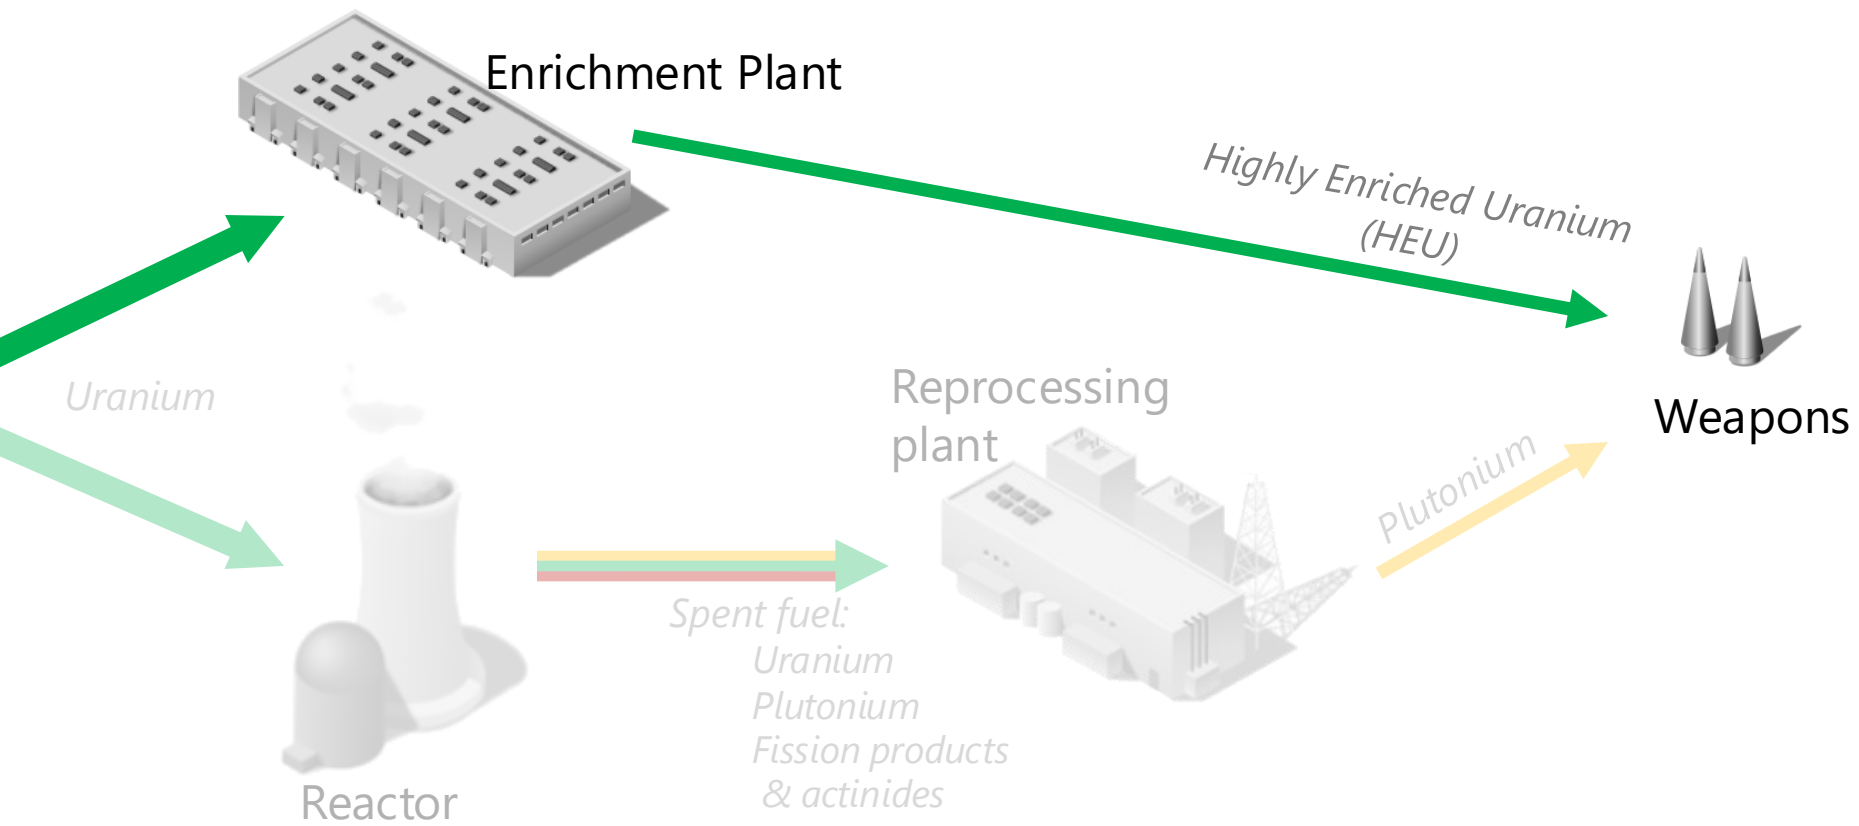 Enrichment Plant
Highly Enriched Uranium
(HEU)
Uranium
Reprocessing
plant
Weapons
Plutonium
Spent fuel:
Uranium
Plutonium
Fission products
& actinides
Reactor